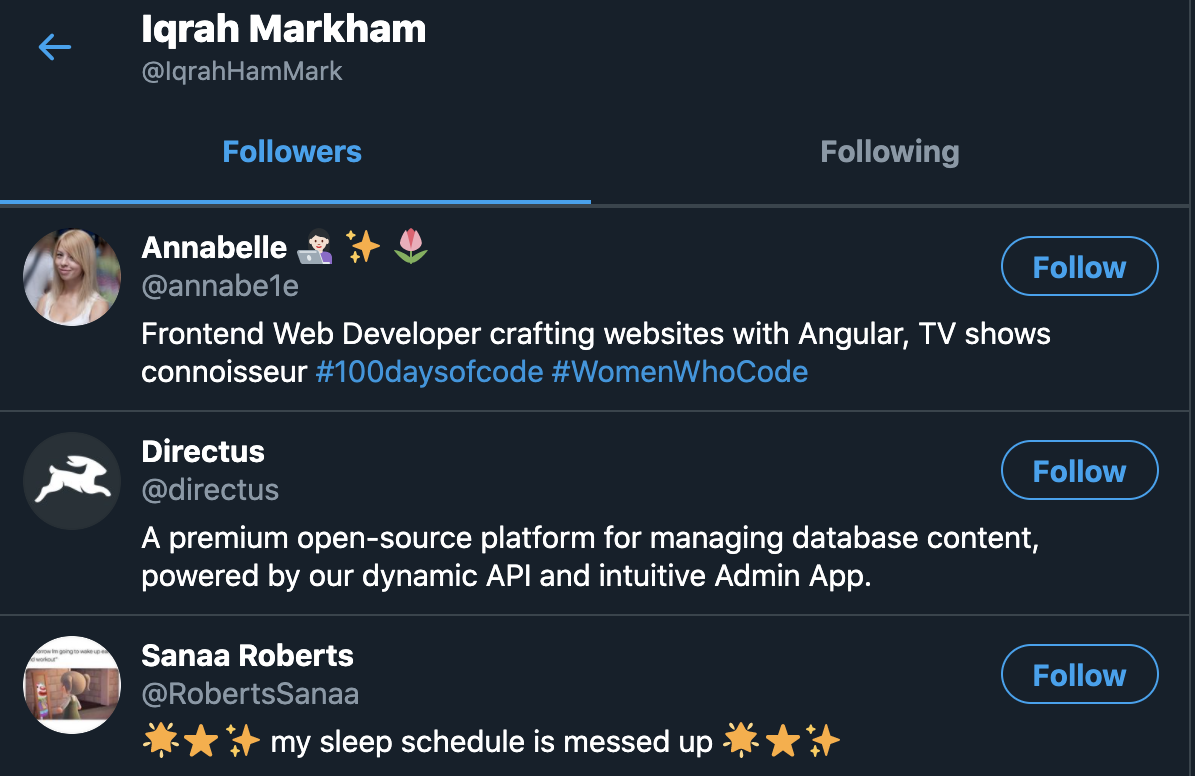 Iqrah Markham
@IqrahHamMark
Followers
Following
Annabelle 👩🏻‍💻 ✨ 🌷
@annabe1e
Follow
Frontend Web Developer crafting websites with Angular, TV shows
connoisseur #100daysofcode #WomenWhoCode
Directus
@directus
Follow
A premium open-source platform for managing database content,
powered by our dynamic API and intuitive Admin App.
Sanaa Roberts
@RobertsSanaa
Follow
🌟⭐✨ my sleep schedule is messed up 🌟⭐✨